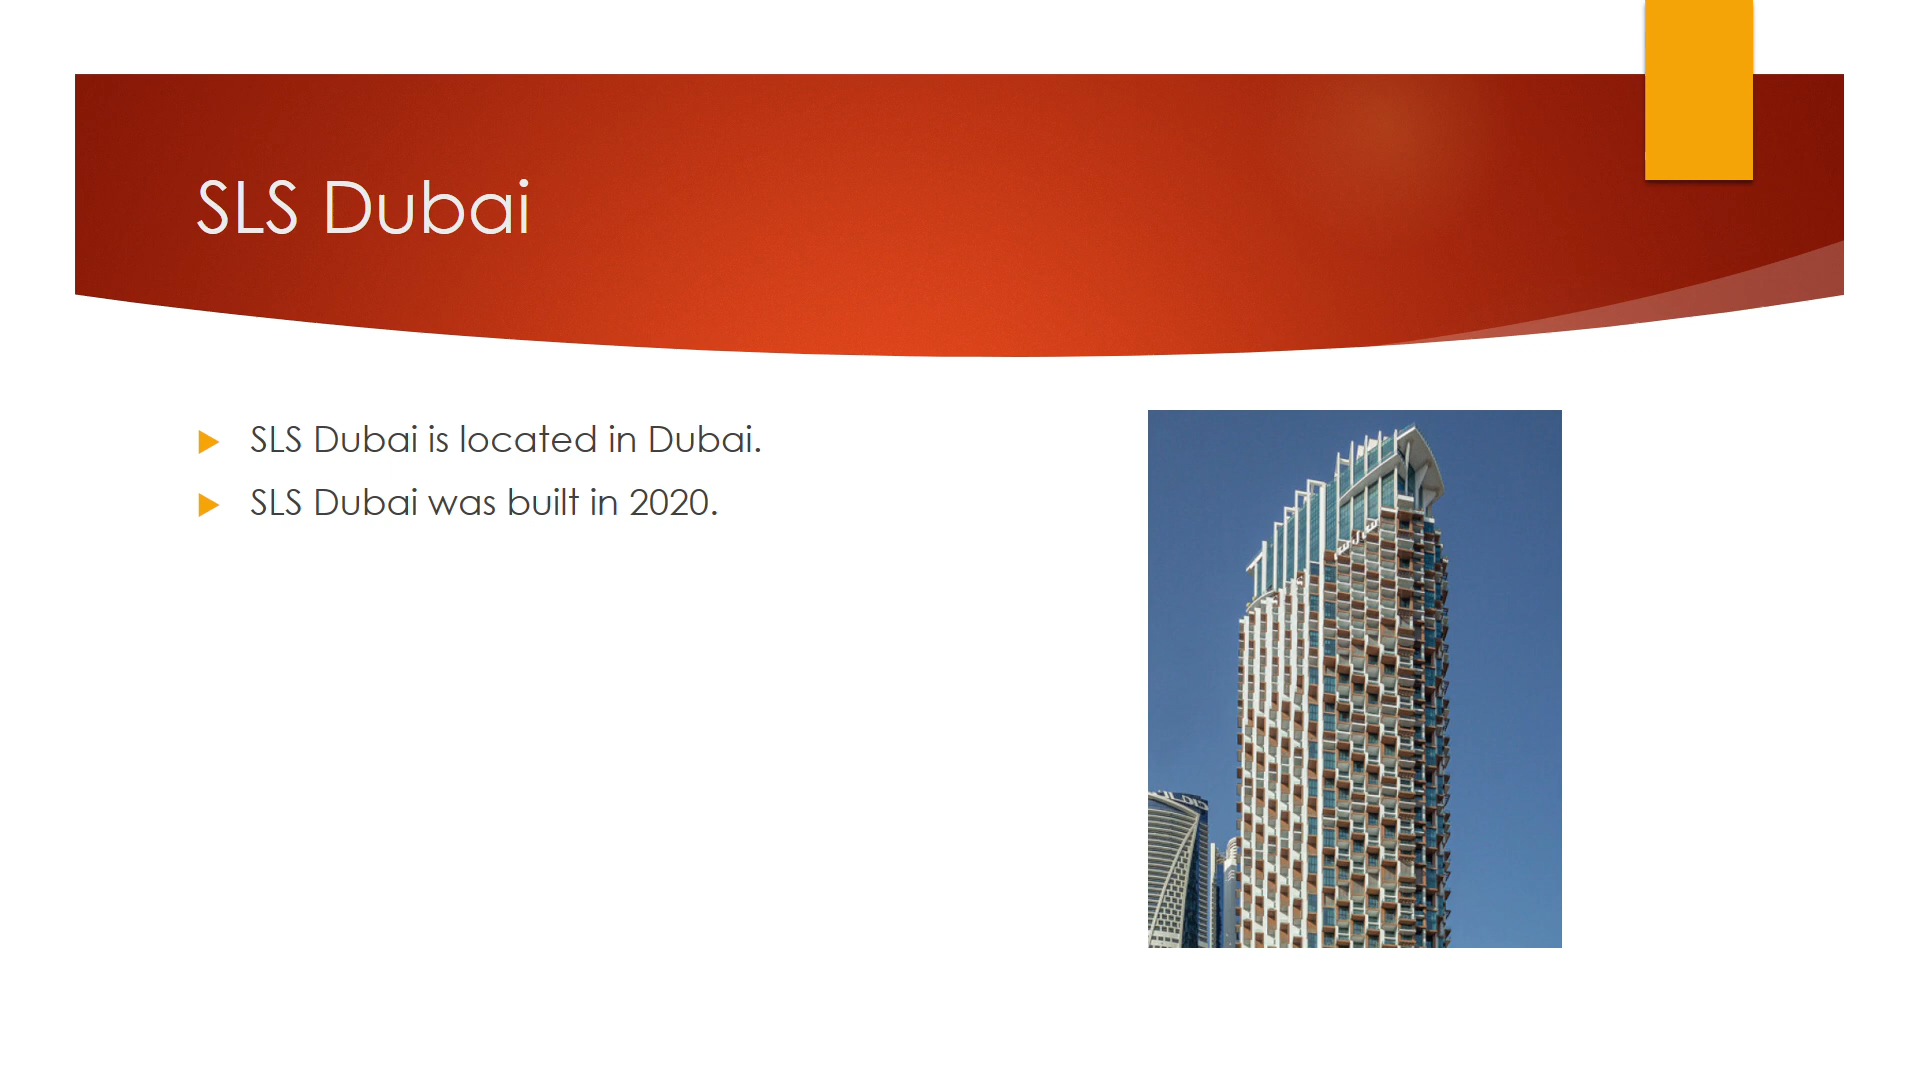 SLS Dubai
SLS Dubai is located in Dubai.
SLS Dubai was built in 2020.